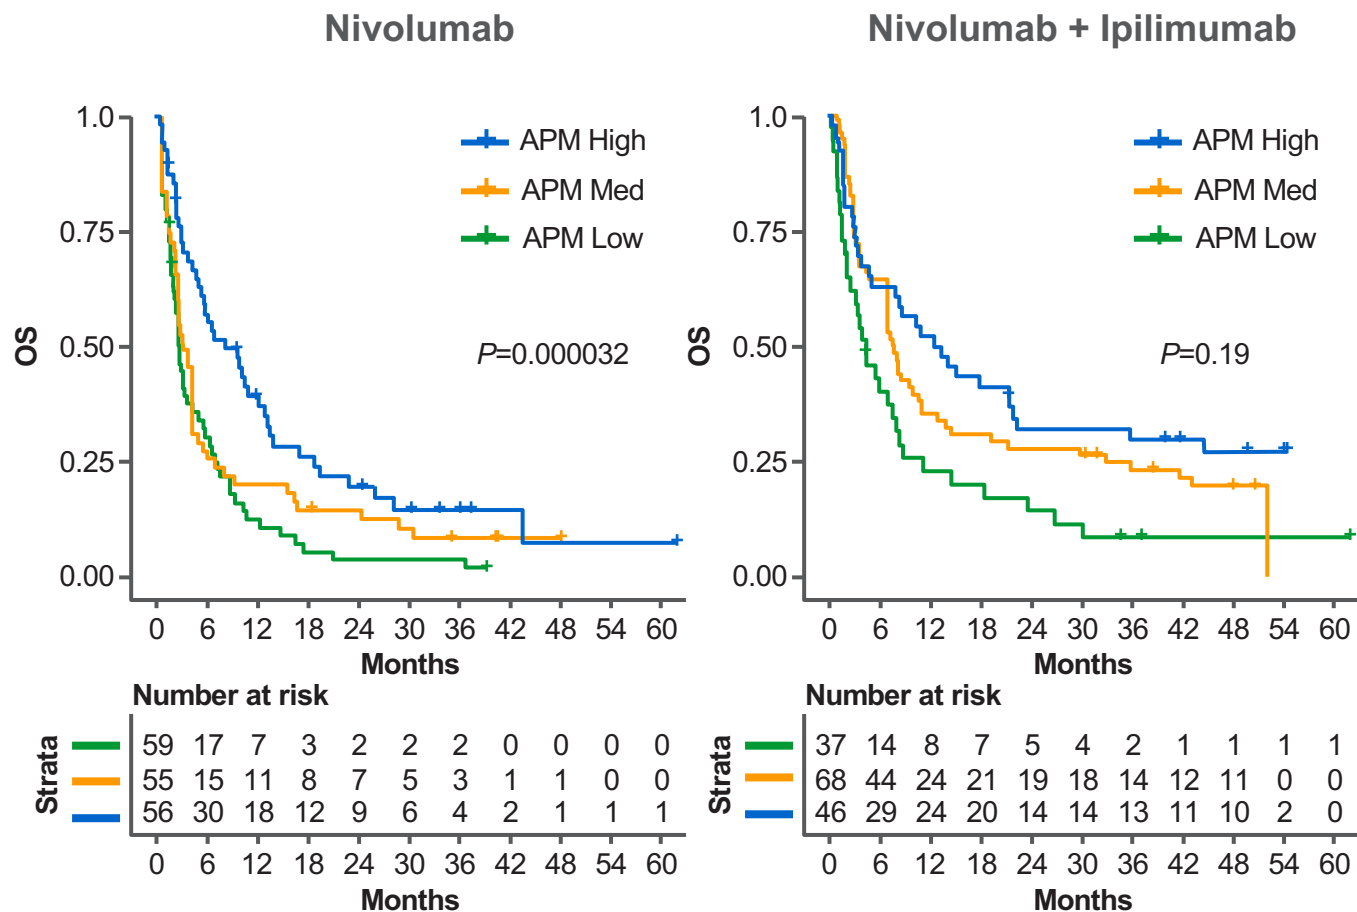 Nivolumab
1.0
0.75
0.50
0.25
0.00
OS
APM High
APM Med
APM Low
P=0.000032
0 6 12 18 24 30 36 42 48 54 60
Months
Number at risk
Strata
59 17 7 3 2 2 2 0 0 0 0
55 15 11 8 7 5 3 1 1 0 0
56 30 18 12 9 6 4 2 1 1 1
0 6 12 18 24 30 36 42 48 54 60
Months
Nivolumab + Ipilimumab
1.0
0.75
0.50
0.25
0.00
OS
APM High
APM Med
APM Low
P=0.19
0 6 12 18 24 30 36 42 48 54 60
Months
Number at risk
Strata
37 14 8 7 5 4 2 1 1 1 1
68 44 24 21 19 18 14 12 11 0 0
46 29 24 20 14 14 13 11 10 2 0
0 6 12 18 24 30 36 42 48 54 60
Months